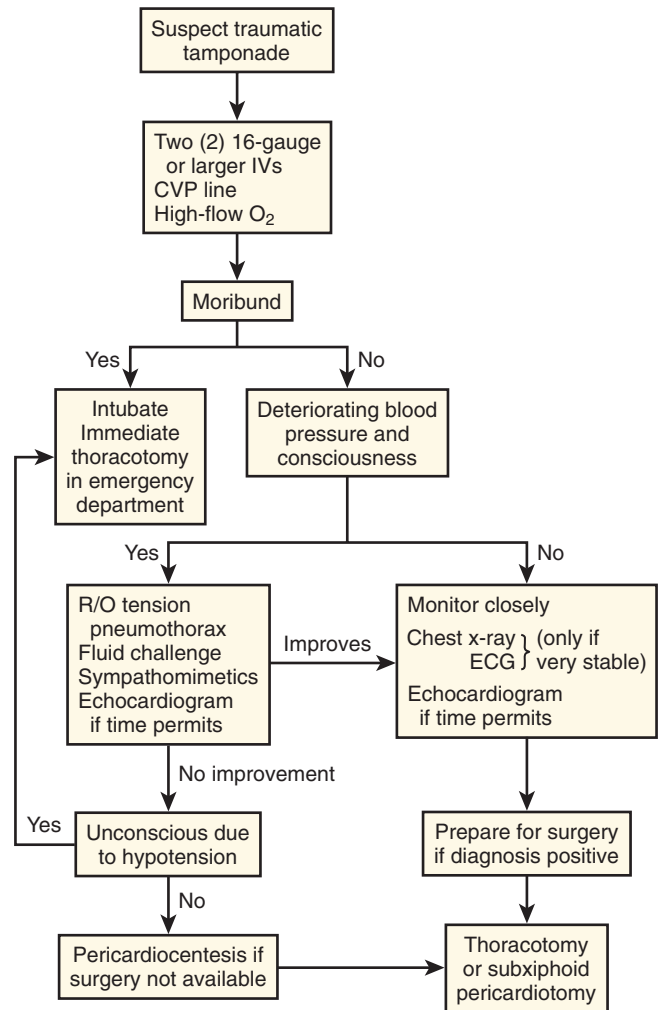 Suspect traumatic
tamponade
Two (2) 16-gauge
or larger IVs
CVP line
High-flow O₂
Moribund
Yes
No
Intubate
Immediate
thoracotomy
in emergency
department
Deteriorating blood
pressure and
consciousness
Yes
No
R/O tension
pneumothorax
Fluid challenge
Sympathomimetics
Echocardiogram
if time permits
Improves
Monitor closely
Chest x-ray } (only if
ECG } very stable)
Echocardiogram
if time permits
No improvement
Yes
Unconscious due
to hypotension
Prepare for surgery
if diagnosis positive
No
Pericardiocentesis if
surgery not available
Thoracotomy
or subxiphoid
pericardiotomy